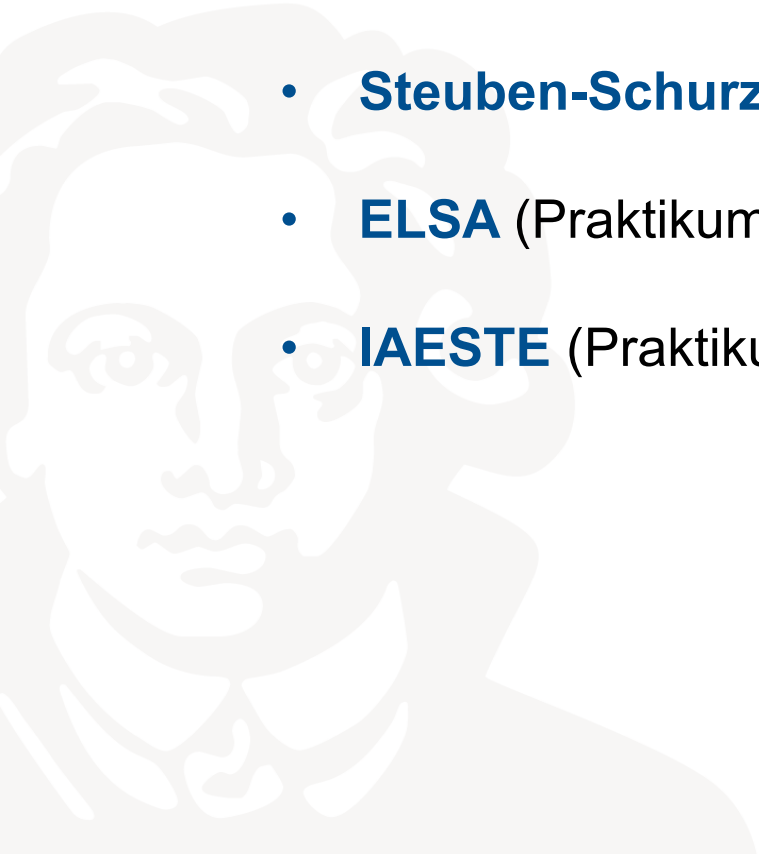 • Steuben-Schurz
• ELSA (Praktikum
• IAESTE (Praktiku